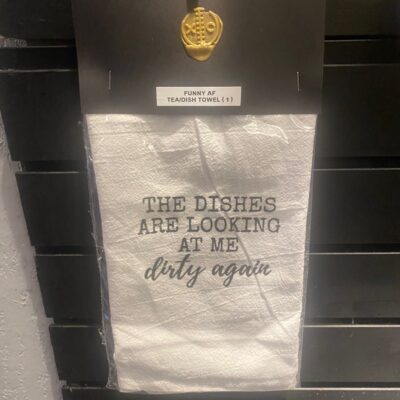 X C
FUNNY AF
TEA/DISH TOWEL ( 1 )
THE DISHES
ARE LOOKING
AT ME
dirty again